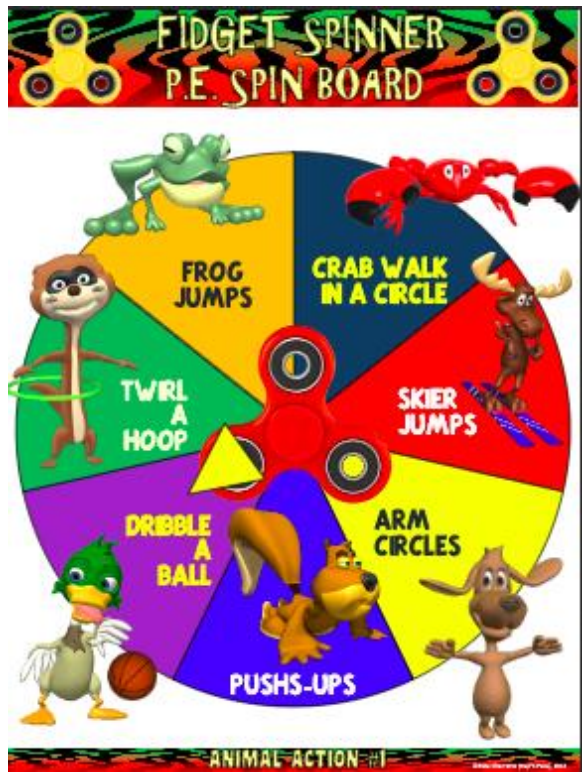 FIDGET SPINNER
P.E. SPIN BOARD
FROG
JUMPS
CRAB WALK
IN A CIRCLE
TWIRL
A
HOOP
SKIER
JUMPS
DRIBBLE
A
BALL
ARM
CIRCLES
PUSHS-UPS
ANIMAL ACTION #1